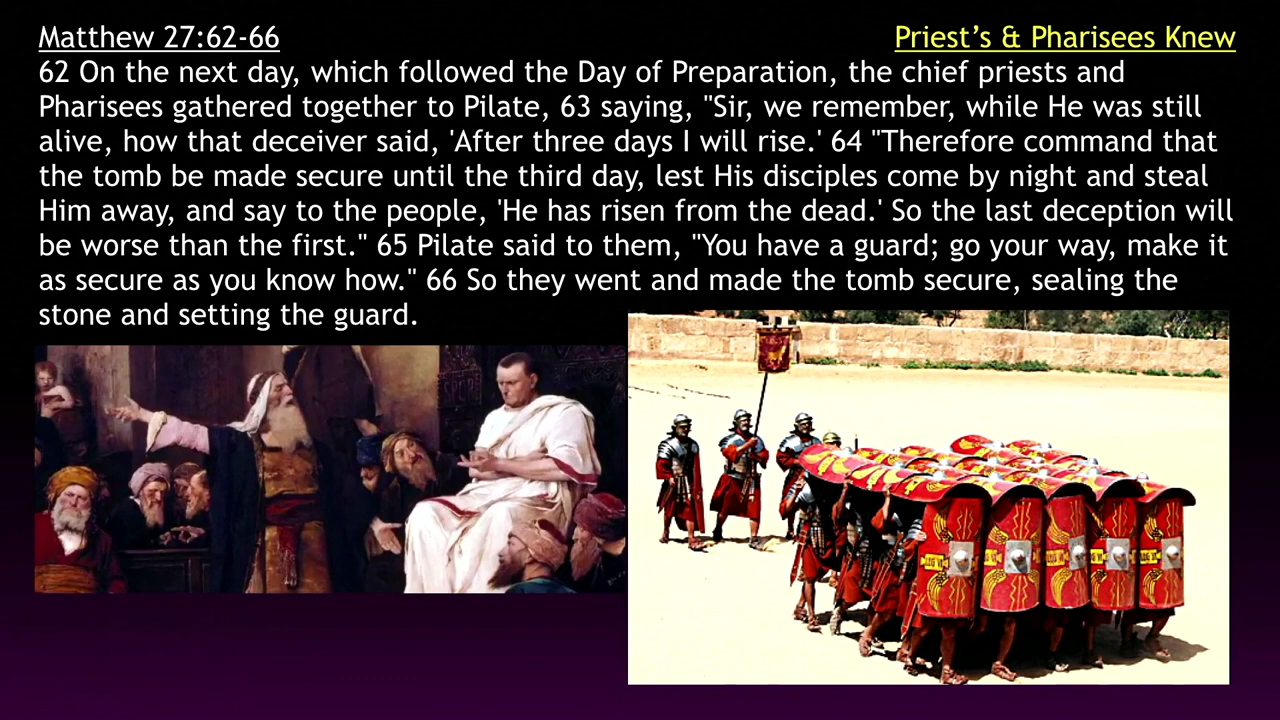 Matthew 27:62-66
Priest’s & Pharisees Knew
62 On the next day, which followed the Day of Preparation, the chief priests and
Pharisees gathered together to Pilate, 63 saying, "Sir, we remember, while He was still
alive, how that deceiver said, 'After three days I will rise.' 64 "Therefore command that
the tomb be made secure until the third day, lest His disciples come by night and steal
Him away, and say to the people, 'He has risen from the dead.' So the last deception will
be worse than the first." 65 Pilate said to them, "You have a guard; go your way, make it
as secure as you know how." 66 So they went and made the tomb secure, sealing the
stone and setting the guard.